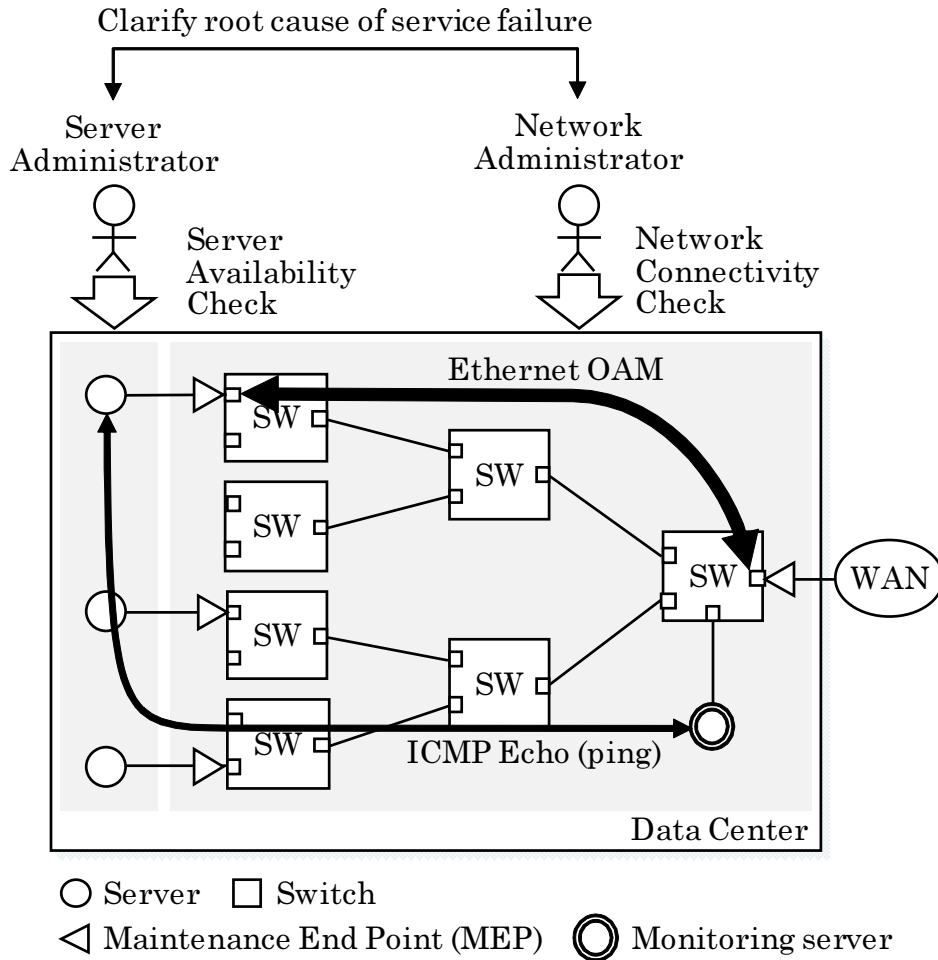 Clarify root cause of service failure
Server
Administrator
Network
Administrator
Server
Availability
Check
Network
Connectivity
Check
Ethernet OAM
SW
SW
SW
SW
WAN
SW
SW
SW
ICMP Echo (ping)
Data Center
Server
Switch
Maintenance End Point (MEP)
Monitoring server